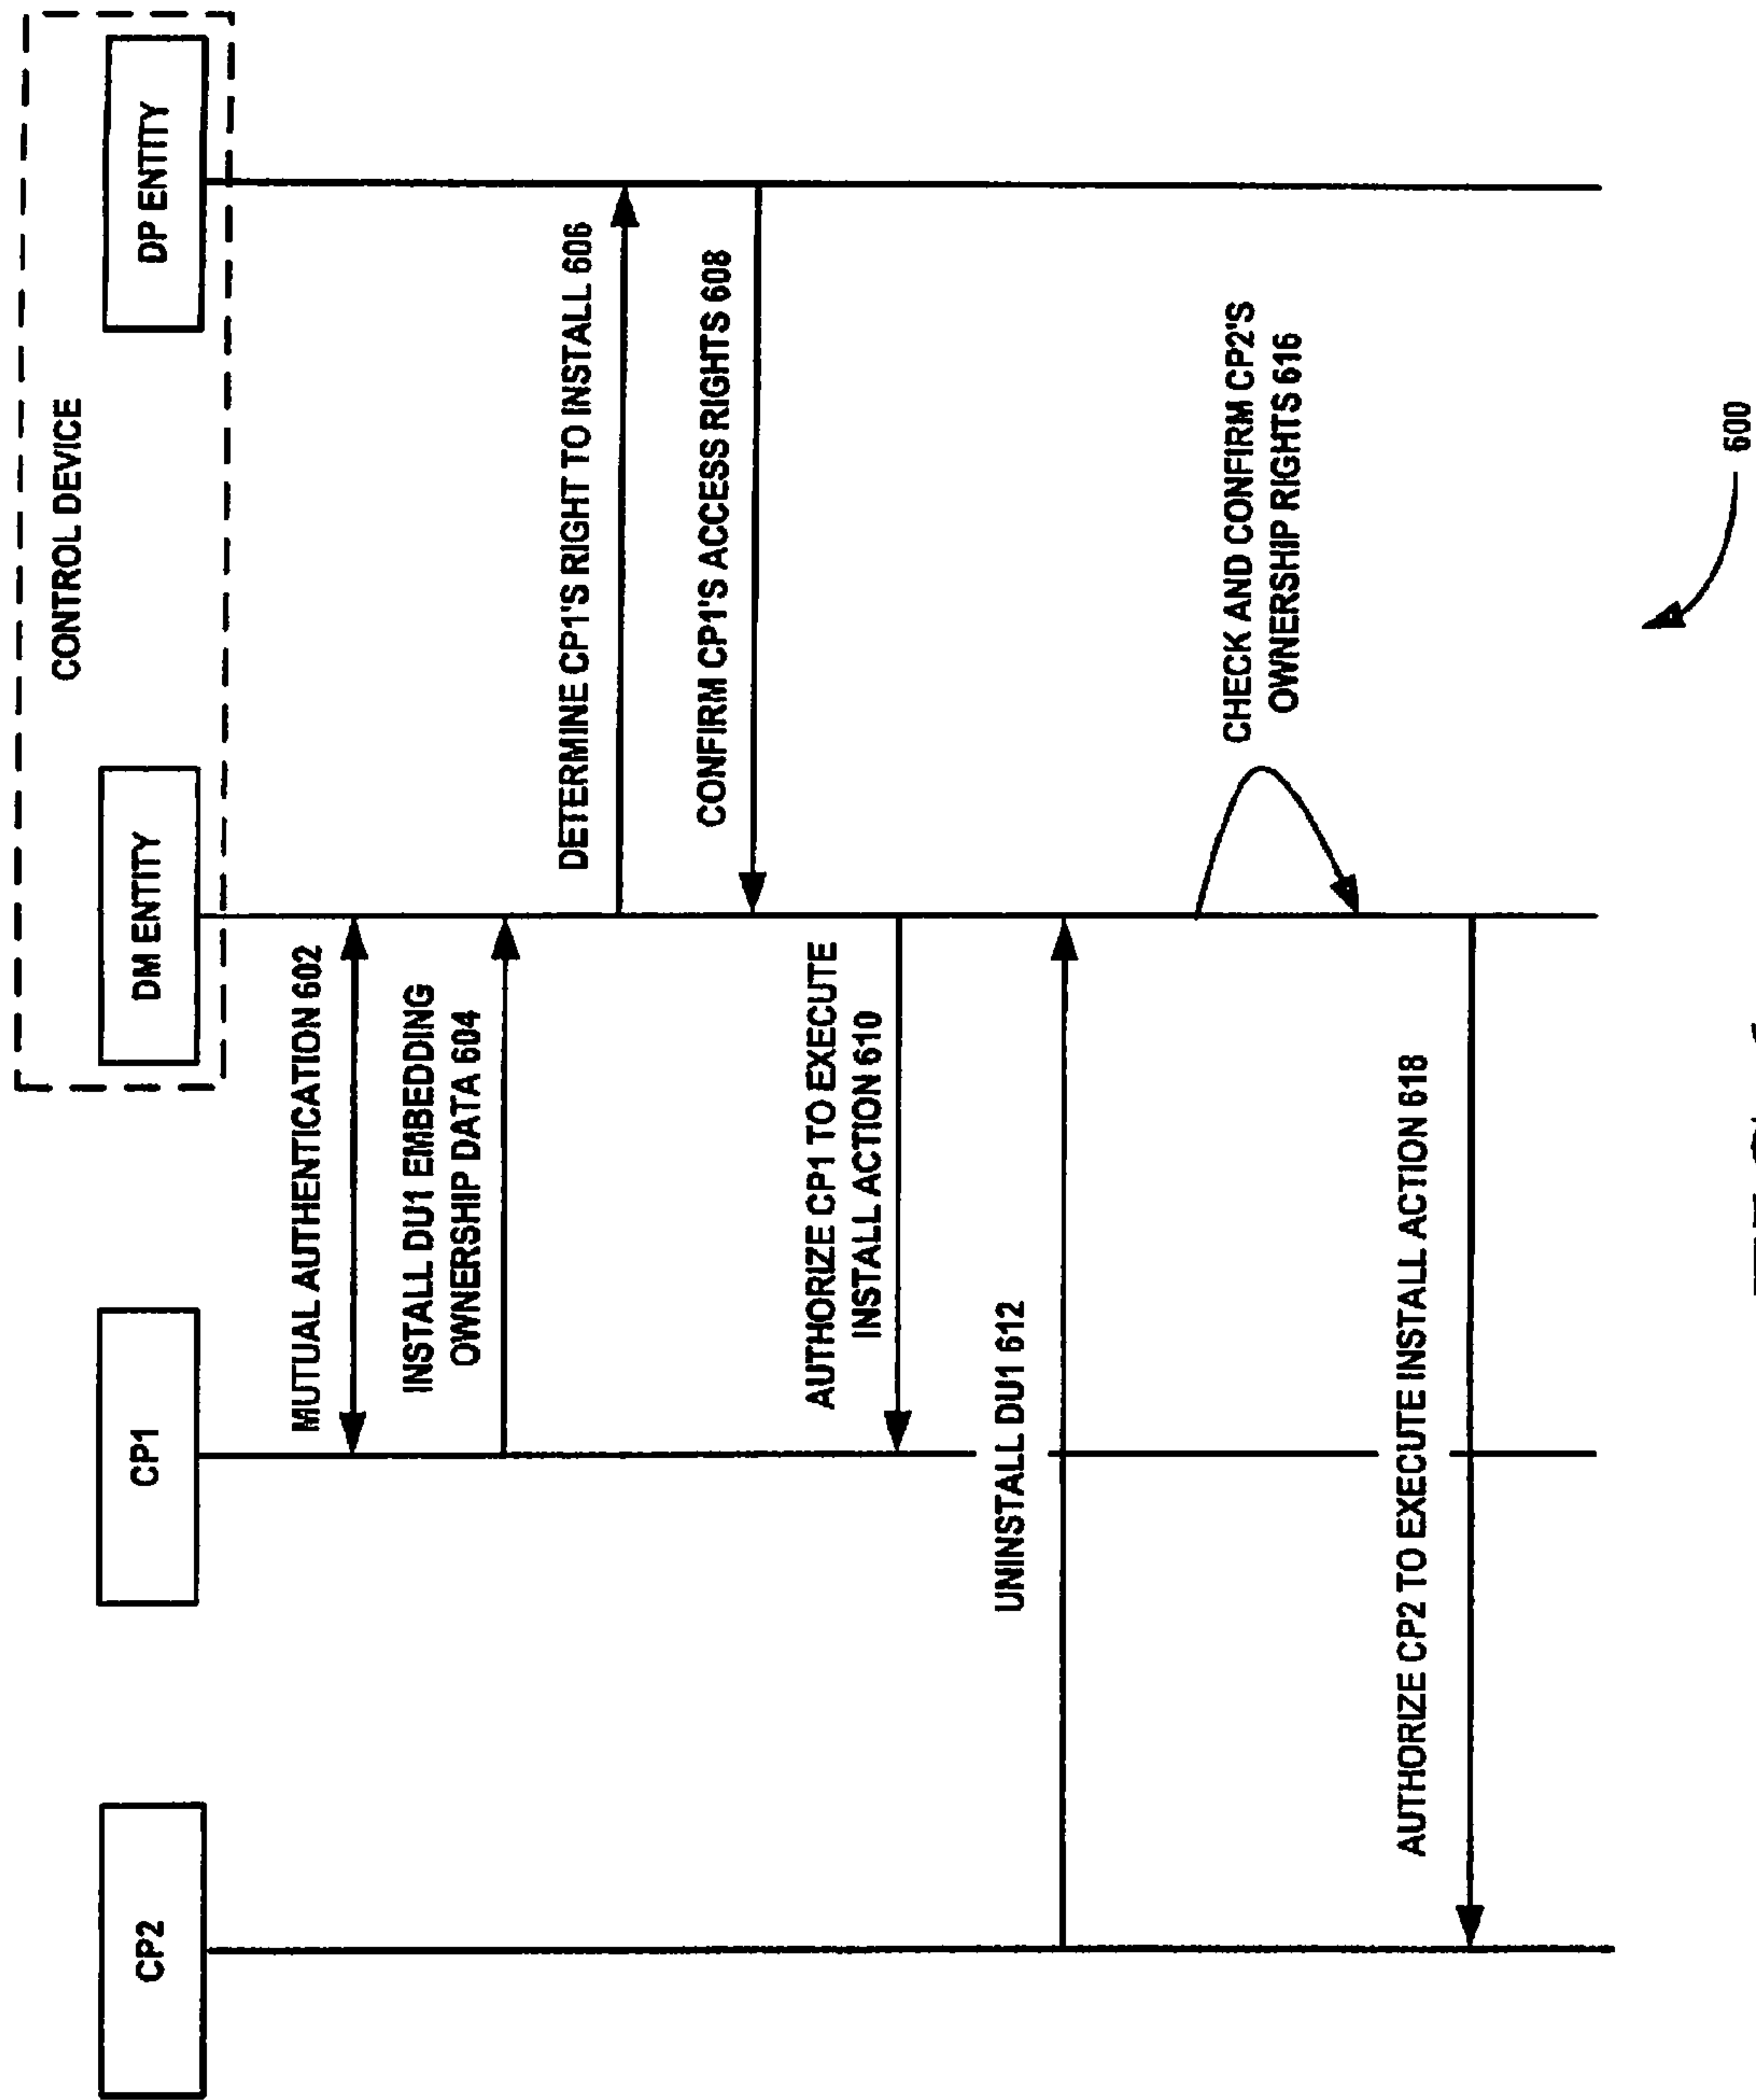 CONTROL DEVICE
CP2
CP1
DM ENTITY
DP ENTITY
MUTUAL AUTHENTICATION 602
INSTALL DU1 EMBEDDING
OWNERSHIP DATA 604
DETERMINE CP1'S RIGHT TO INSTALL 606
CONFIRM CP1'S ACCESS RIGHTS 608
AUTHORIZE CP1 TO EXECUTE
INSTALL ACTION 610
UNINSTALL DU1 612
CHECK AND CONFIRM CP2'S
OWNERSHIP RIGHTS 616
AUTHORIZE CP2 TO EXECUTE INSTALL ACTION 618
600